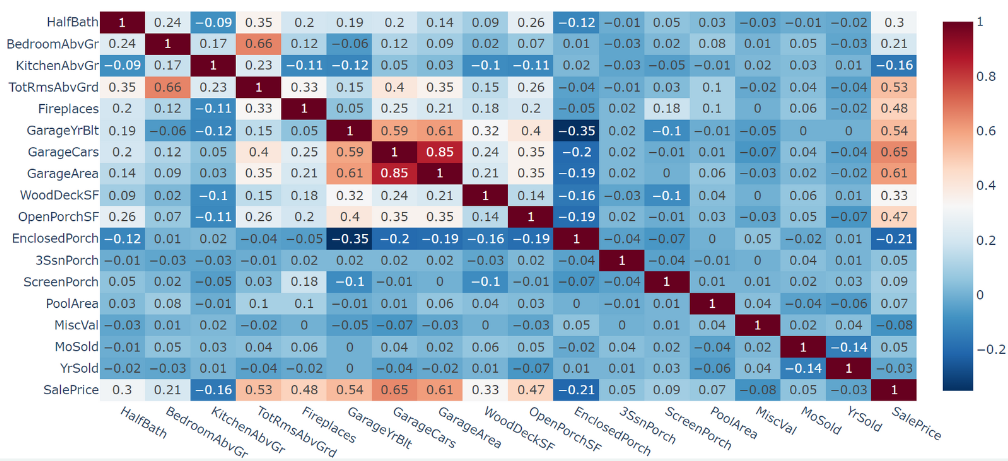 HalfBath 1 0.24 −0.09 0.35 0.2 0.19 0.2 0.14 0.09 0.26 −0.12 −0.01 0.05 0.03 −0.03 −0.01 −0.02 0.3
BedroomAbvGr 0.24 1 0.17 0.66 0.12 −0.06 0.12 0.09 0.02 0.07 0.01 −0.03 0.02 0.08 0.01 0.05 −0.03 0.21
KitchenAbvGr −0.09 0.17 1 0.23 −0.11 −0.12 0.05 0.03 −0.1 −0.11 0.02 −0.03 −0.05 −0.01 0.02 0.03 0.01 −0.16
TotRmsAbvGrd 0.35 0.66 0.23 1 0.33 0.15 0.4 0.35 0.15 0.26 −0.04 −0.01 0.03 0.1 −0.02 0.04 −0.04 0.53
Fireplaces 0.2 0.12 −0.11 0.33 1 0.05 0.25 0.21 0.18 0.2 −0.05 0.02 0.18 0.1 0 0.06 −0.02 0.48
GarageYrBlt 0.19 −0.06 −0.12 0.15 0.05 1 0.59 0.61 0.32 0.4 −0.35 0.02 −0.1 −0.01 −0.05 0 0 0.54
GarageCars 0.2 0.12 0.05 0.4 0.25 0.59 1 0.85 0.24 0.35 −0.2 0.02 −0.01 0.01 −0.07 0.04 −0.04 0.65
GarageArea 0.14 0.09 0.03 0.35 0.21 0.61 0.85 1 0.21 0.35 −0.19 0.02 0 0.06 −0.03 0.02 −0.02 0.61
WoodDeckSF 0.09 0.02 −0.1 0.15 0.18 0.32 0.24 0.21 1 0.14 −0.16 −0.03 −0.1 0.04 0 0.06 0.01 0.33
OpenPorchSF 0.26 0.07 −0.11 0.26 0.2 0.4 0.35 0.35 0.14 1 −0.19 0.02 −0.01 0.03 −0.03 0.05 −0.07 0.47
EnclosedPorch −0.12 0.01 0.02 −0.04 −0.05 −0.35 −0.2 −0.19 −0.16 −0.19 1 −0.04 −0.07 0 0.05 −0.02 0.01 −0.21
3SsnPorch −0.01 −0.03 −0.03 −0.01 0.02 0.02 0.02 0.02 −0.03 0.02 −0.04 1 −0.04 −0.01 0 0.04 0.01 0.05
ScreenPorch 0.05 0.02 −0.05 0.03 0.18 −0.1 −0.01 0 −0.1 −0.01 −0.07 −0.04 1 0.01 0.01 0.02 0.03 0.09
PoolArea 0.03 0.08 −0.01 0.1 0.1 −0.01 0.01 0.06 0.04 0.03 0 −0.01 0.01 1 0.04 −0.04 −0.06 0.07
MiscVal −0.03 0.01 0.02 −0.02 0 −0.05 −0.07 −0.03 0 −0.03 0.05 0 0.01 0.04 1 0.02 0.04 −0.08
MoSold −0.01 0.05 0.03 0.04 0.06 0 0.04 0.02 0.06 0.05 −0.02 0.04 0.02 −0.04 0.02 1 −0.14 0.05
YrSold −0.02 −0.03 0.01 −0.04 −0.02 0 −0.04 −0.02 0.01 −0.07 0.01 0.01 0.03 −0.06 0.04 −0.14 1 −0.03
SalePrice 0.3 0.21 −0.16 0.53 0.48 0.54 0.65 0.61 0.33 0.47 −0.21 0.05 0.09 0.07 −0.08 0.05 −0.03 1
HalfBath BedroomAbvGr KitchenAbvGr TotRmsAbvGrd Fireplaces GarageYrBlt GarageCars GarageArea WoodDeckSF OpenPorchSF EnclosedPorch 3SsnPorch ScreenPorch PoolArea MiscVal MoSold YrSold SalePrice
1
0.8
0.6
0.4
0.2
0
−0.2